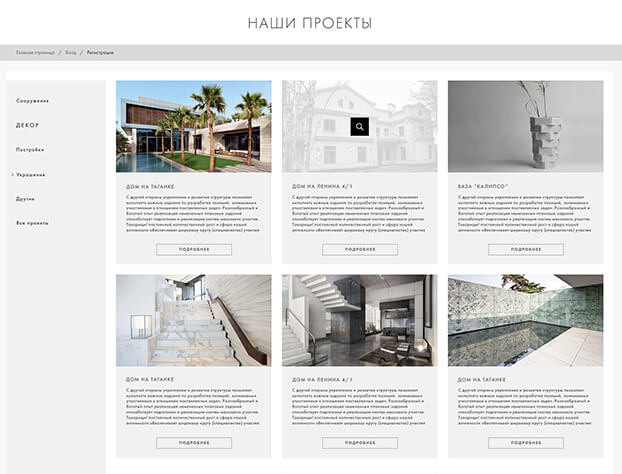 НАШИ ПРОЕКТЫ
Главная страница / Вход / Регистрация
Сооружения
ДЕКОР
Постройки
› Украшения
Другие
Все проекты
ДОМ НА ТАГАНКЕ
С другой стороны укрепление и развитие структуры позволяет
выполнять важные задания по разработке позиций, занимаемых
участниками в отношении поставленных задач. Разнообразный и
богатый опыт реализация намеченных плановых заданий
способствует подготовки и реализации систем массового участия.
Товарищи! постоянный количественный рост и сфера нашей
активности обеспечивает широкому кругу (специалистов) участие
ПОДРОБНЕЕ
ДОМ НА ЛЕНИНА 4/1
С другой стороны укрепление и развитие структуры позволяет
выполнять важные задания по разработке позиций, занимаемых
участниками в отношении поставленных задач. Разнообразный и
богатый опыт реализация намеченных плановых заданий
способствует подготовки и реализации систем массового участия.
Товарищи! постоянный количественный рост и сфера нашей
активности обеспечивает широкому кругу (специалистов) участие
ПОДРОБНЕЕ
ВАЗА "КАЛИПСО"
С другой стороны укрепление и развитие структуры позволяет
выполнять важные задания по разработке позиций, занимаемых
участниками в отношении поставленных задач. Разнообразный и
богатый опыт реализация намеченных плановых заданий
способствует подготовки и реализации систем массового участия.
Товарищи! постоянный количественный рост и сфера нашей
активности обеспечивает широкому кругу (специалистов) участие
ПОДРОБНЕЕ
ДОМ НА ТАГАНКЕ
С другой стороны укрепление и развитие структуры позволяет
выполнять важные задания по разработке позиций, занимаемых
участниками в отношении поставленных задач. Разнообразный и
богатый опыт реализация намеченных плановых заданий
способствует подготовки и реализации систем массового участия.
Товарищи! постоянный количественный рост и сфера нашей
активности обеспечивает широкому кругу (специалистов) участие
ПОДРОБНЕЕ
ДОМ НА ЛЕНИНА 4/1
С другой стороны укрепление и развитие структуры позволяет
выполнять важные задания по разработке позиций, занимаемых
участниками в отношении поставленных задач. Разнообразный и
богатый опыт реализация намеченных плановых заданий
способствует подготовки и реализации систем массового участия.
Товарищи! постоянный количественный рост и сфера нашей
активности обеспечивает широкому кругу (специалистов) участие
ПОДРОБНЕЕ
ДОМ НА ТАГАНКЕ
С другой стороны укрепление и развитие структуры позволяет
выполнять важные задания по разработке позиций, занимаемых
участниками в отношении поставленных задач. Разнообразный и
богатый опыт реализация намеченных плановых заданий
способствует подготовки и реализации систем массового участия.
Товарищи! постоянный количественный рост и сфера нашей
активности обеспечивает широкому кругу (специалистов) участие
ПОДРОБНЕЕ